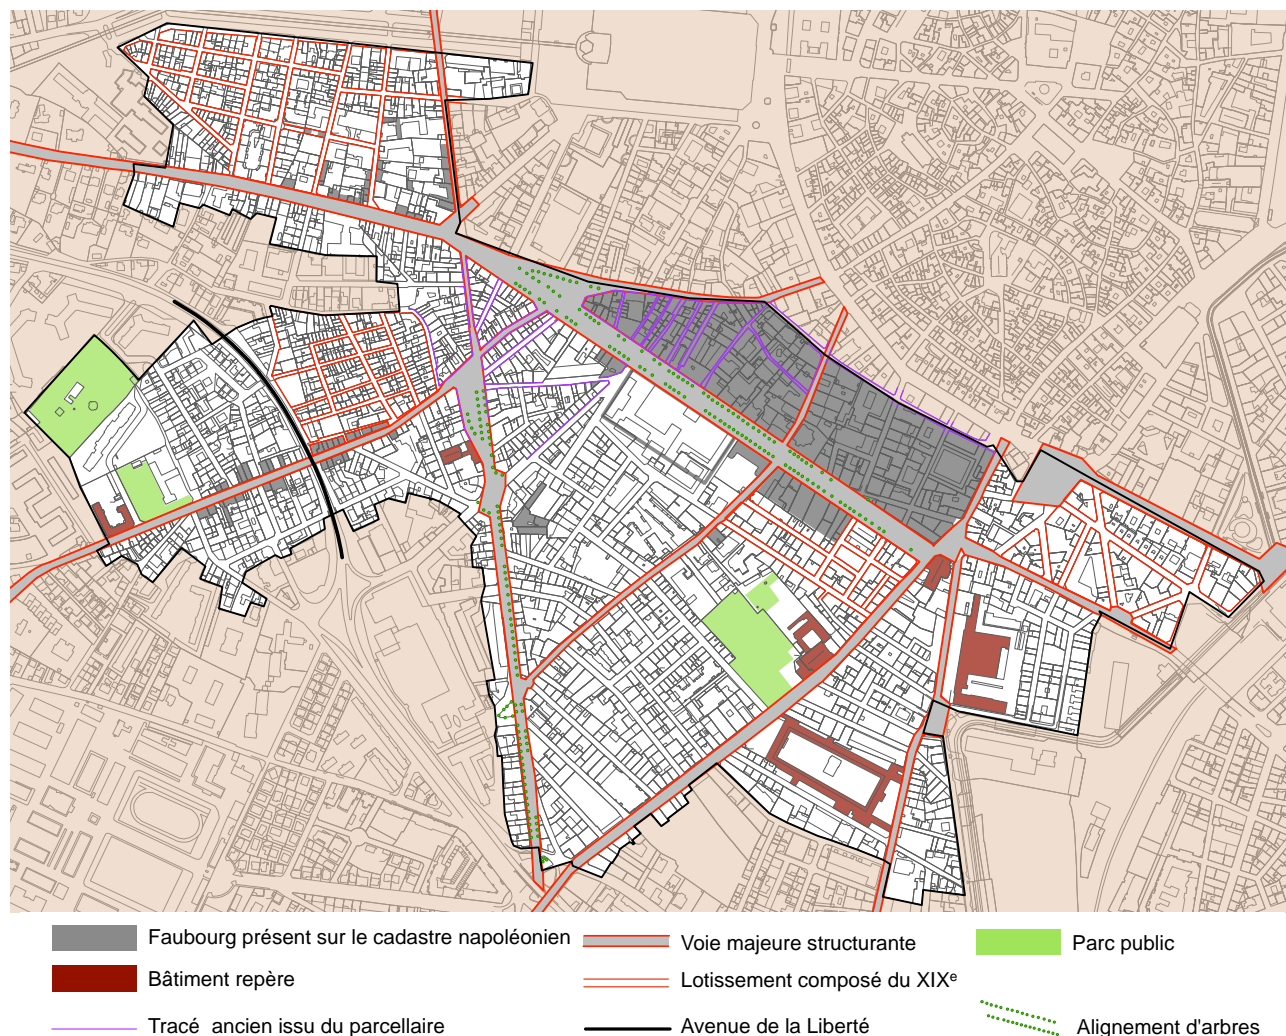 Faubourg présent sur le cadastre napoléonien
Voie majeure structurante
Parc public
Bâtiment repère
Lotissement composé du XIXᵉ
Tracé ancien issu du parcellaire
Avenue de la Liberté
Alignement d'arbres